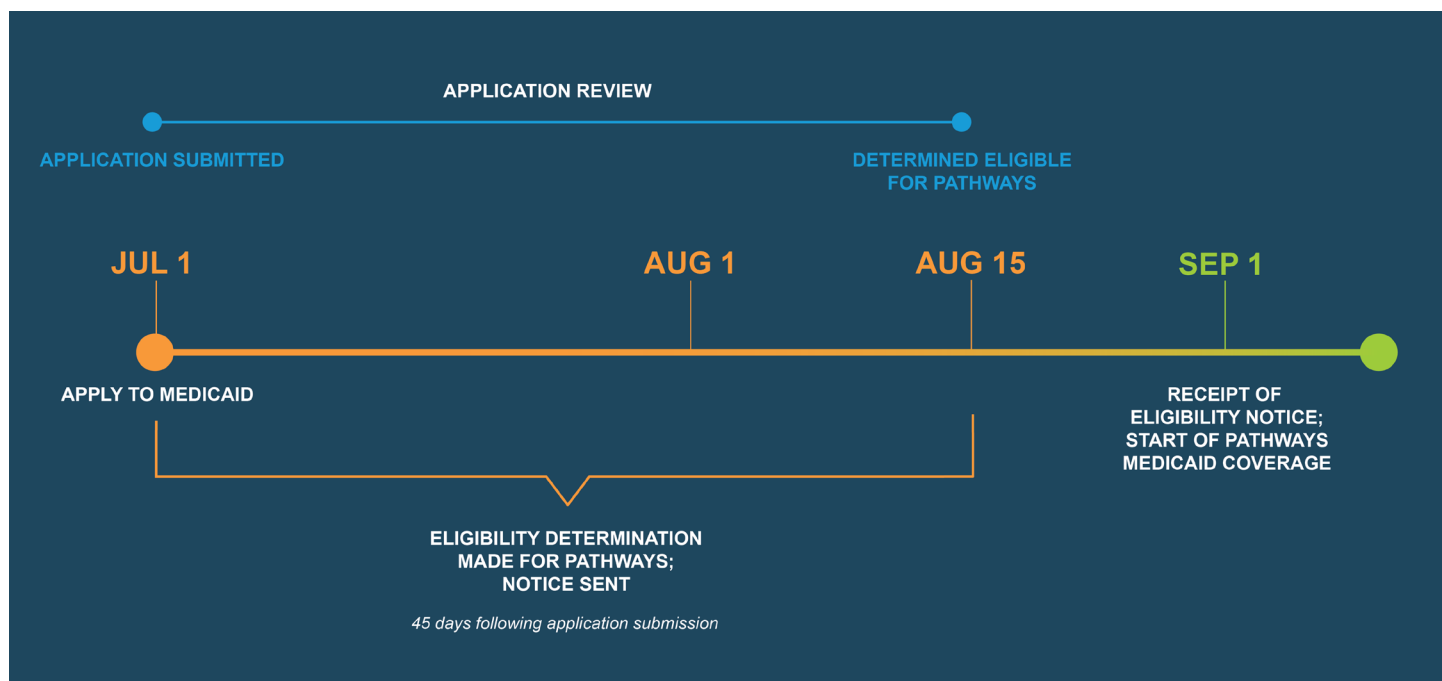 APPLICATION REVIEW
APPLICATION SUBMITTED
DETERMINED ELIGIBLE
FOR PATHWAYS
JUL 1
AUG 1
AUG 15
SEP 1
APPLY TO MEDICAID
RECEIPT OF
ELIGIBILITY NOTICE;
START OF PATHWAYS
MEDICAID COVERAGE
ELIGIBILITY DETERMINATION
MADE FOR PATHWAYS;
NOTICE SENT
45 days following application submission